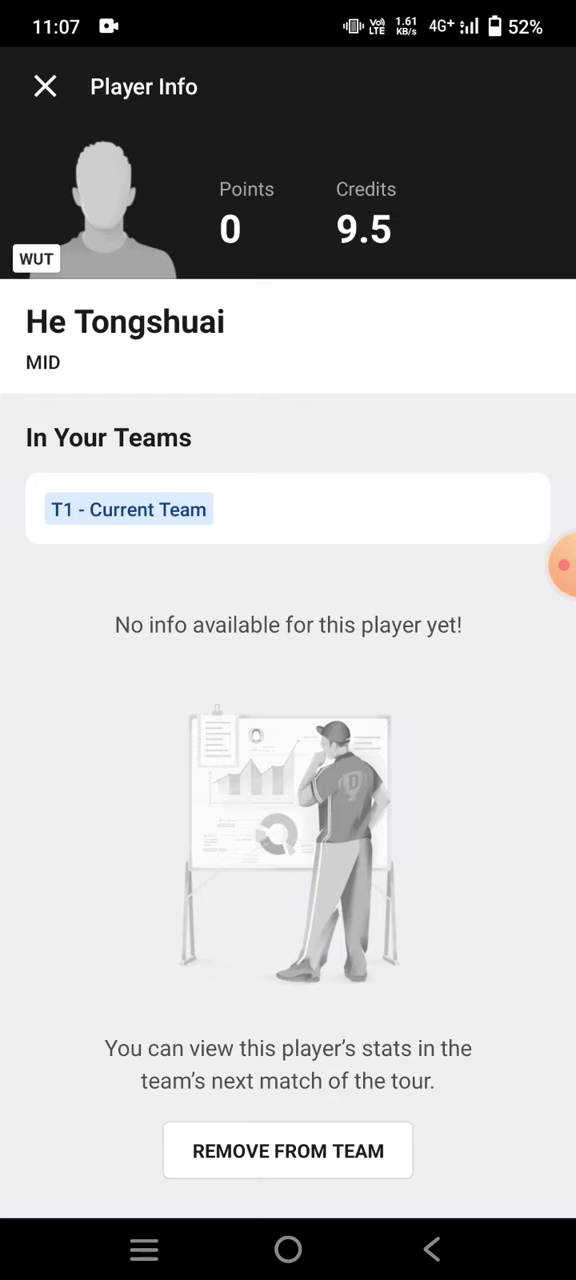 11:07
Vo) LTE
1.61 KB/s
4G+
52%
Player Info
Points
Credits
0
9.5
WUT
He Tongshuai
MID
In Your Teams
T1 - Current Team
No info available for this player yet!
D
You can view this player's stats in the
team's next match of the tour.
REMOVE FROM TEAM